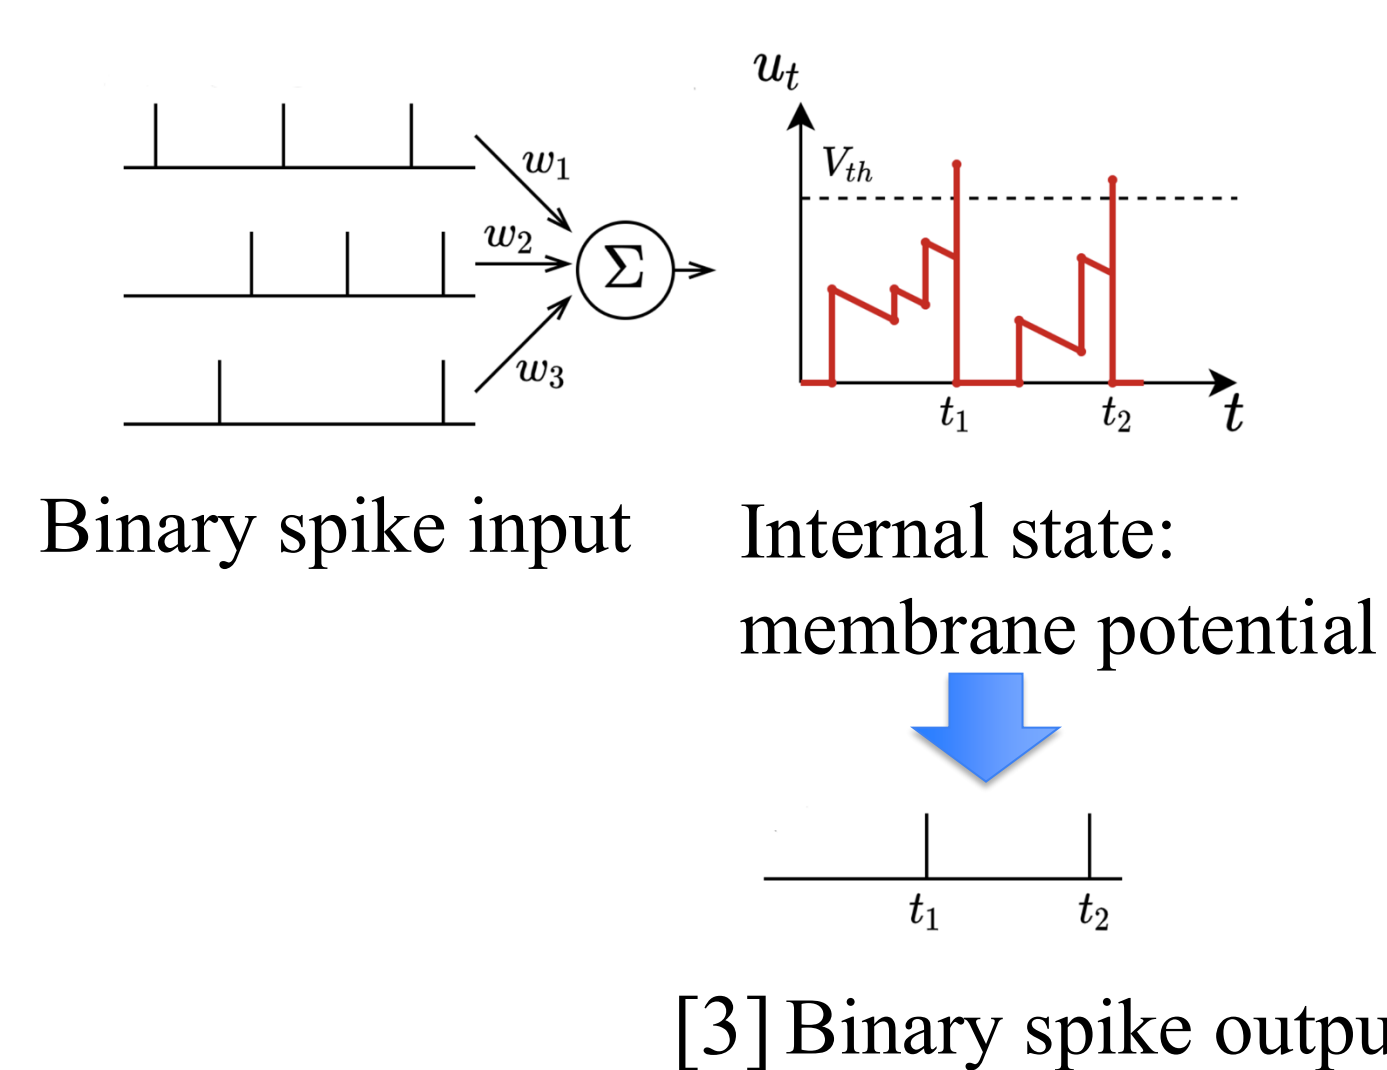 u_t
V_th
w_1
w_2
Σ
w_3
t_1 t_2 t
Binary spike input
Internal state:
membrane potential
t_1 t_2
[3] Binary spike outpu